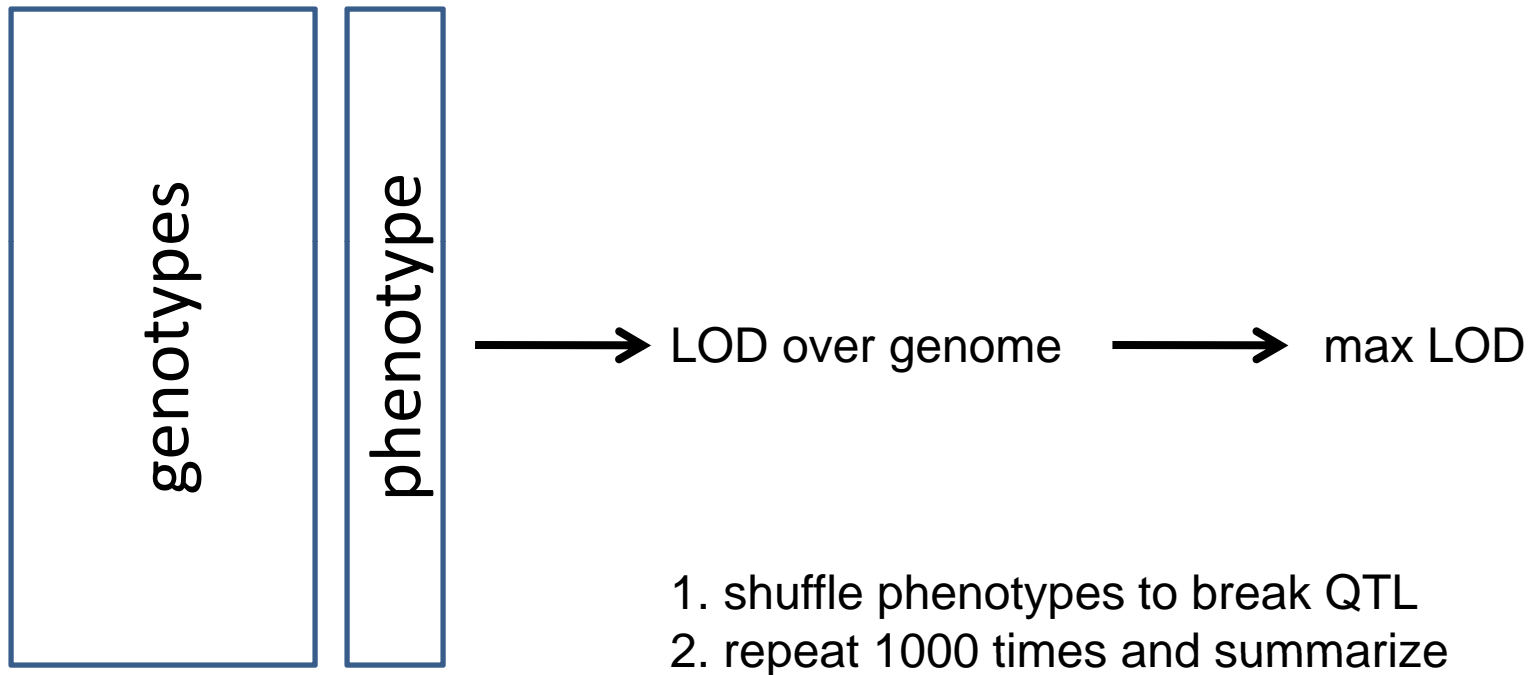 genotypes
phenotype
LOD over genome
max LOD
1. shuffle phenotypes to break QTL
2. repeat 1000 times and summarize